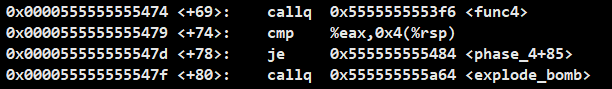 0x0000555555555474 <+69>: callq 0x5555555553f6 <func4>
0x0000555555555479 <+74>: cmp %eax,0x4(%rsp)
0x000055555555547d <+78>: je 0x555555555484 <phase_4+85>
0x000055555555547f <+80>: callq 0x555555555a64 <explode_bomb>